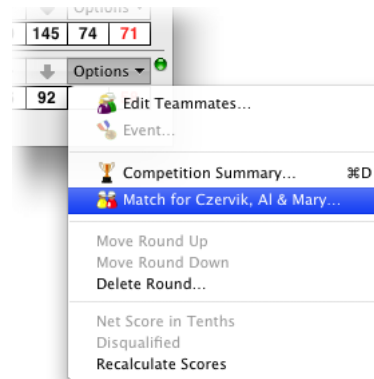 Options
145 74 71
Options
92
Edit Teammates...
Event...
Competition Summary... ⌘D
Match for Czervik, Al & Mary...
Move Round Up
Move Round Down
Delete Round...
Net Score in Tenths
Disqualified
Recalculate Scores